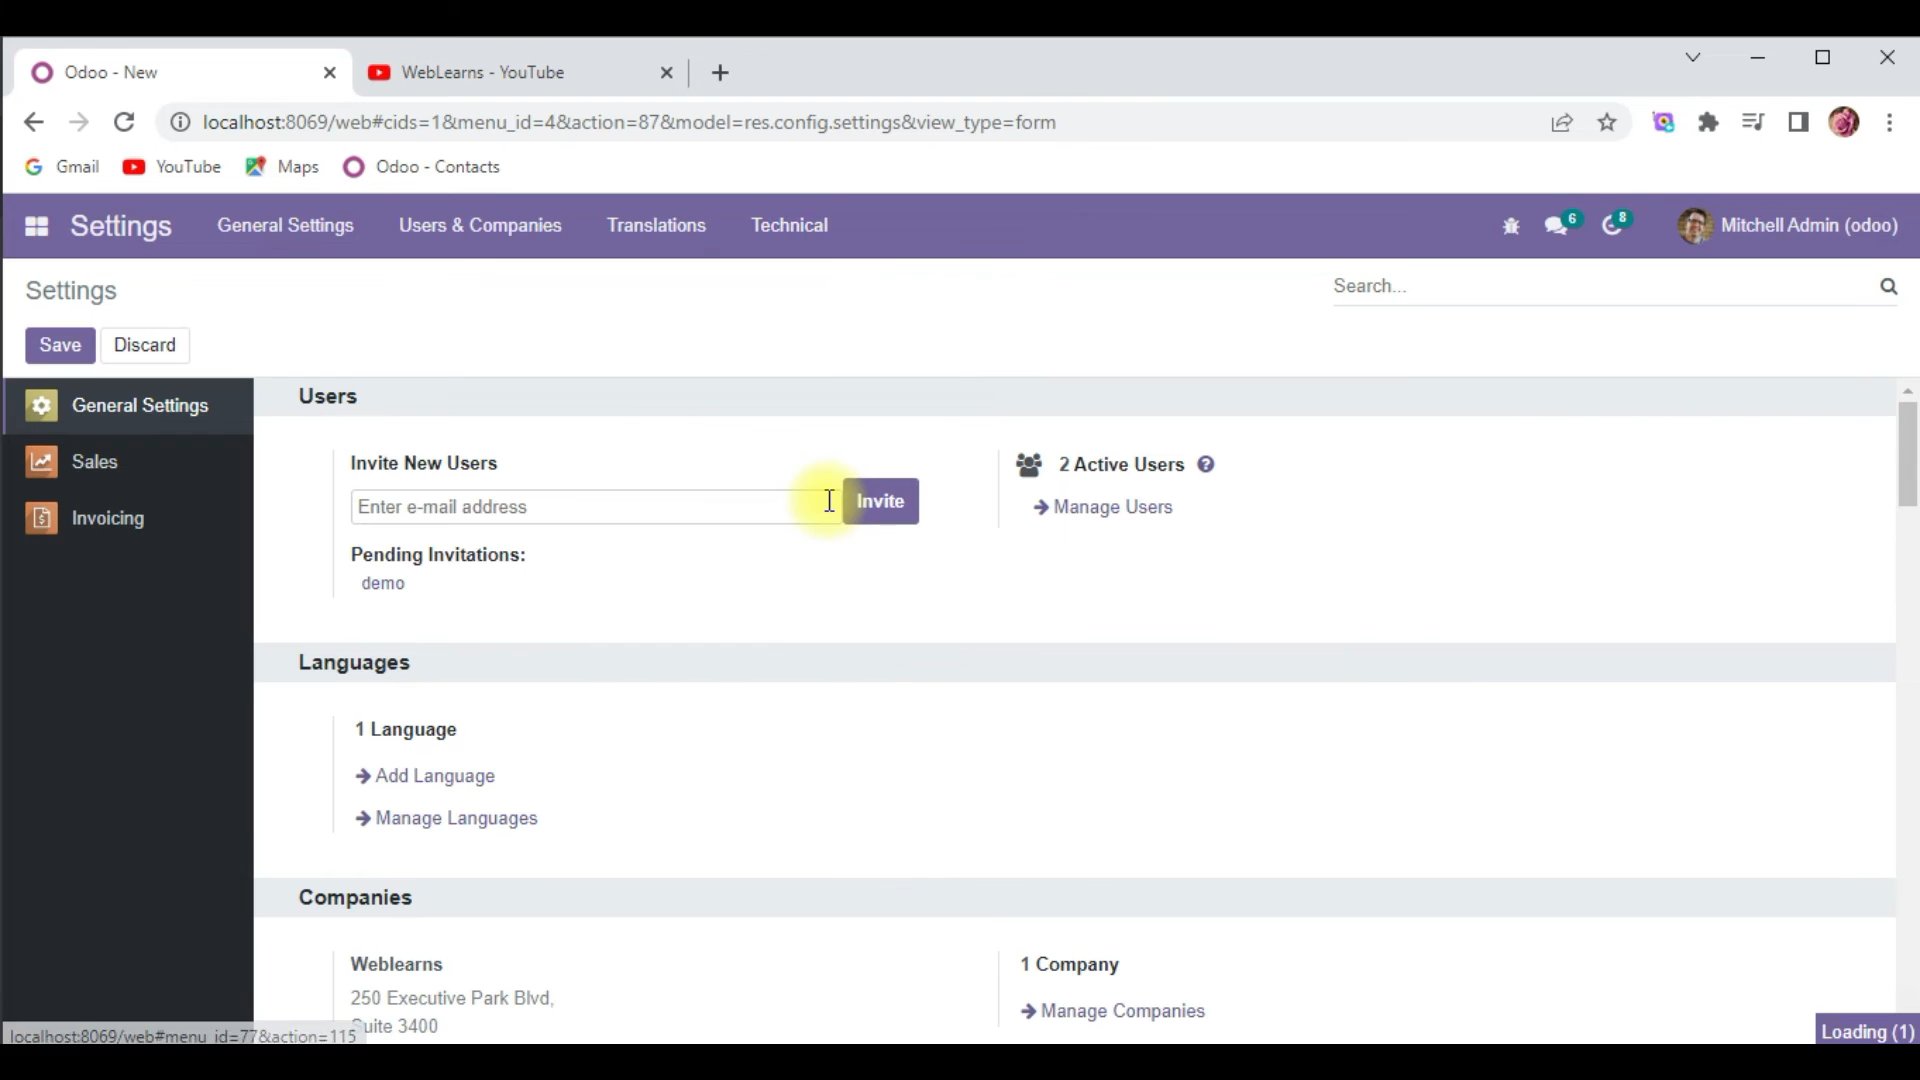 Odoo - New
WebLearns - YouTube
localhost:8069/web#cids=1&menu_id=4&action=87&model=res.config.settings&view_type=form
Gmail YouTube Maps Odoo - Contacts
Settings General Settings Users & Companies Translations Technical 6 8 Mitchell Admin (odoo)
Settings
Search...
Save Discard
General Settings
Sales
Invoicing
Users
Invite New Users
Enter e-mail address
Invite
Pending Invitations:
demo
2 Active Users
Manage Users
Languages
1 Language
Add Language
Manage Languages
Companies
Weblearns
250 Executive Park Blvd,
Suite 3400
1 Company
Manage Companies
localhost:8069/web#menu_id=77&action=115
Loading (1)